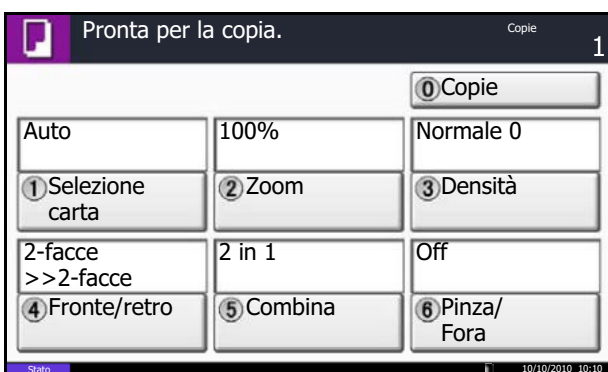 Pronta per la copia.
Copie
1
0 Copie
Auto
100%
Normale 0
1 Selezione
carta
2 Zoom
3 Densità
2-facce
>>2-facce
2 in 1
Off
4 Fronte/retro
5 Combina
6 Pinza/
Fora
Stato
10/10/2010 10:10